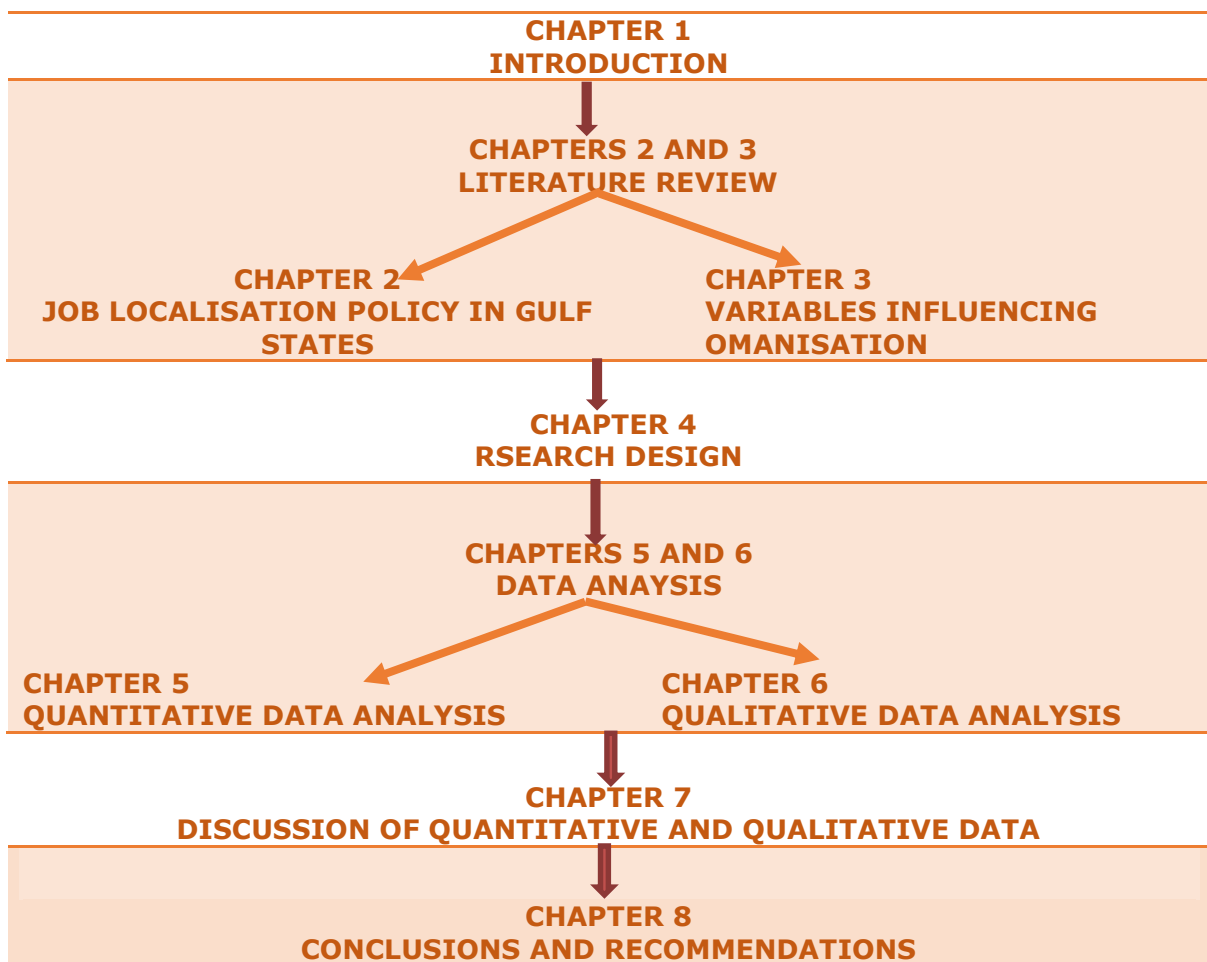 CHAPTER 1
INTRODUCTION
CHAPTERS 2 AND 3
LITERATURE REVIEW
CHAPTER 2
JOB LOCALISATION POLICY IN GULF
STATES
CHAPTER 3
VARIABLES INFLUENCING
OMANISATION
CHAPTER 4
RSEARCH DESIGN
CHAPTERS 5 AND 6
DATA ANAYSIS
CHAPTER 5
QUANTITATIVE DATA ANALYSIS
CHAPTER 6
QUALITATIVE DATA ANALYSIS
CHAPTER 7
DISCUSSION OF QUANTITATIVE AND QUALITATIVE DATA
CHAPTER 8
CONCLUSIONS AND RECOMMENDATIONS